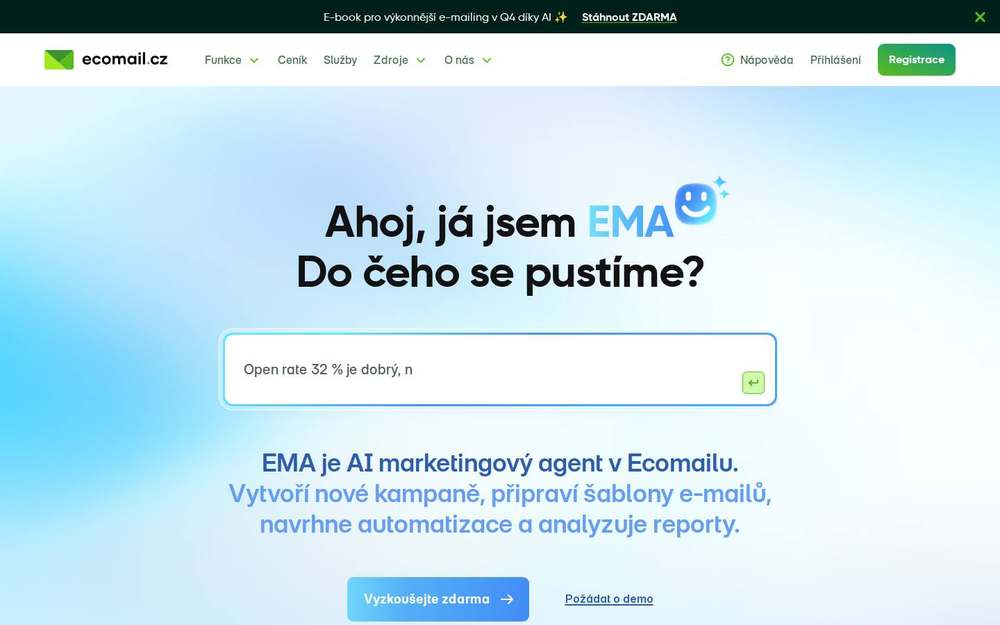 E-book pro výkonnější e-mailing v Q4 díky AI ✨ Stáhnout ZDARMA
ecomail.cz Funkce Ceník Služby Zdroje O nás Nápověda Přihlášení Registrace
Ahoj, já jsem EMA
Do čeho se pustíme?
Open rate 32 % je dobrý, n
EMA je AI marketingový agent v Ecomailu.
Vytvoří nové kampaně, připraví šablony e-mailů,
navrhne automatizace a analyzuje reporty.
Vyzkoušejte zdarma → Požádat o demo